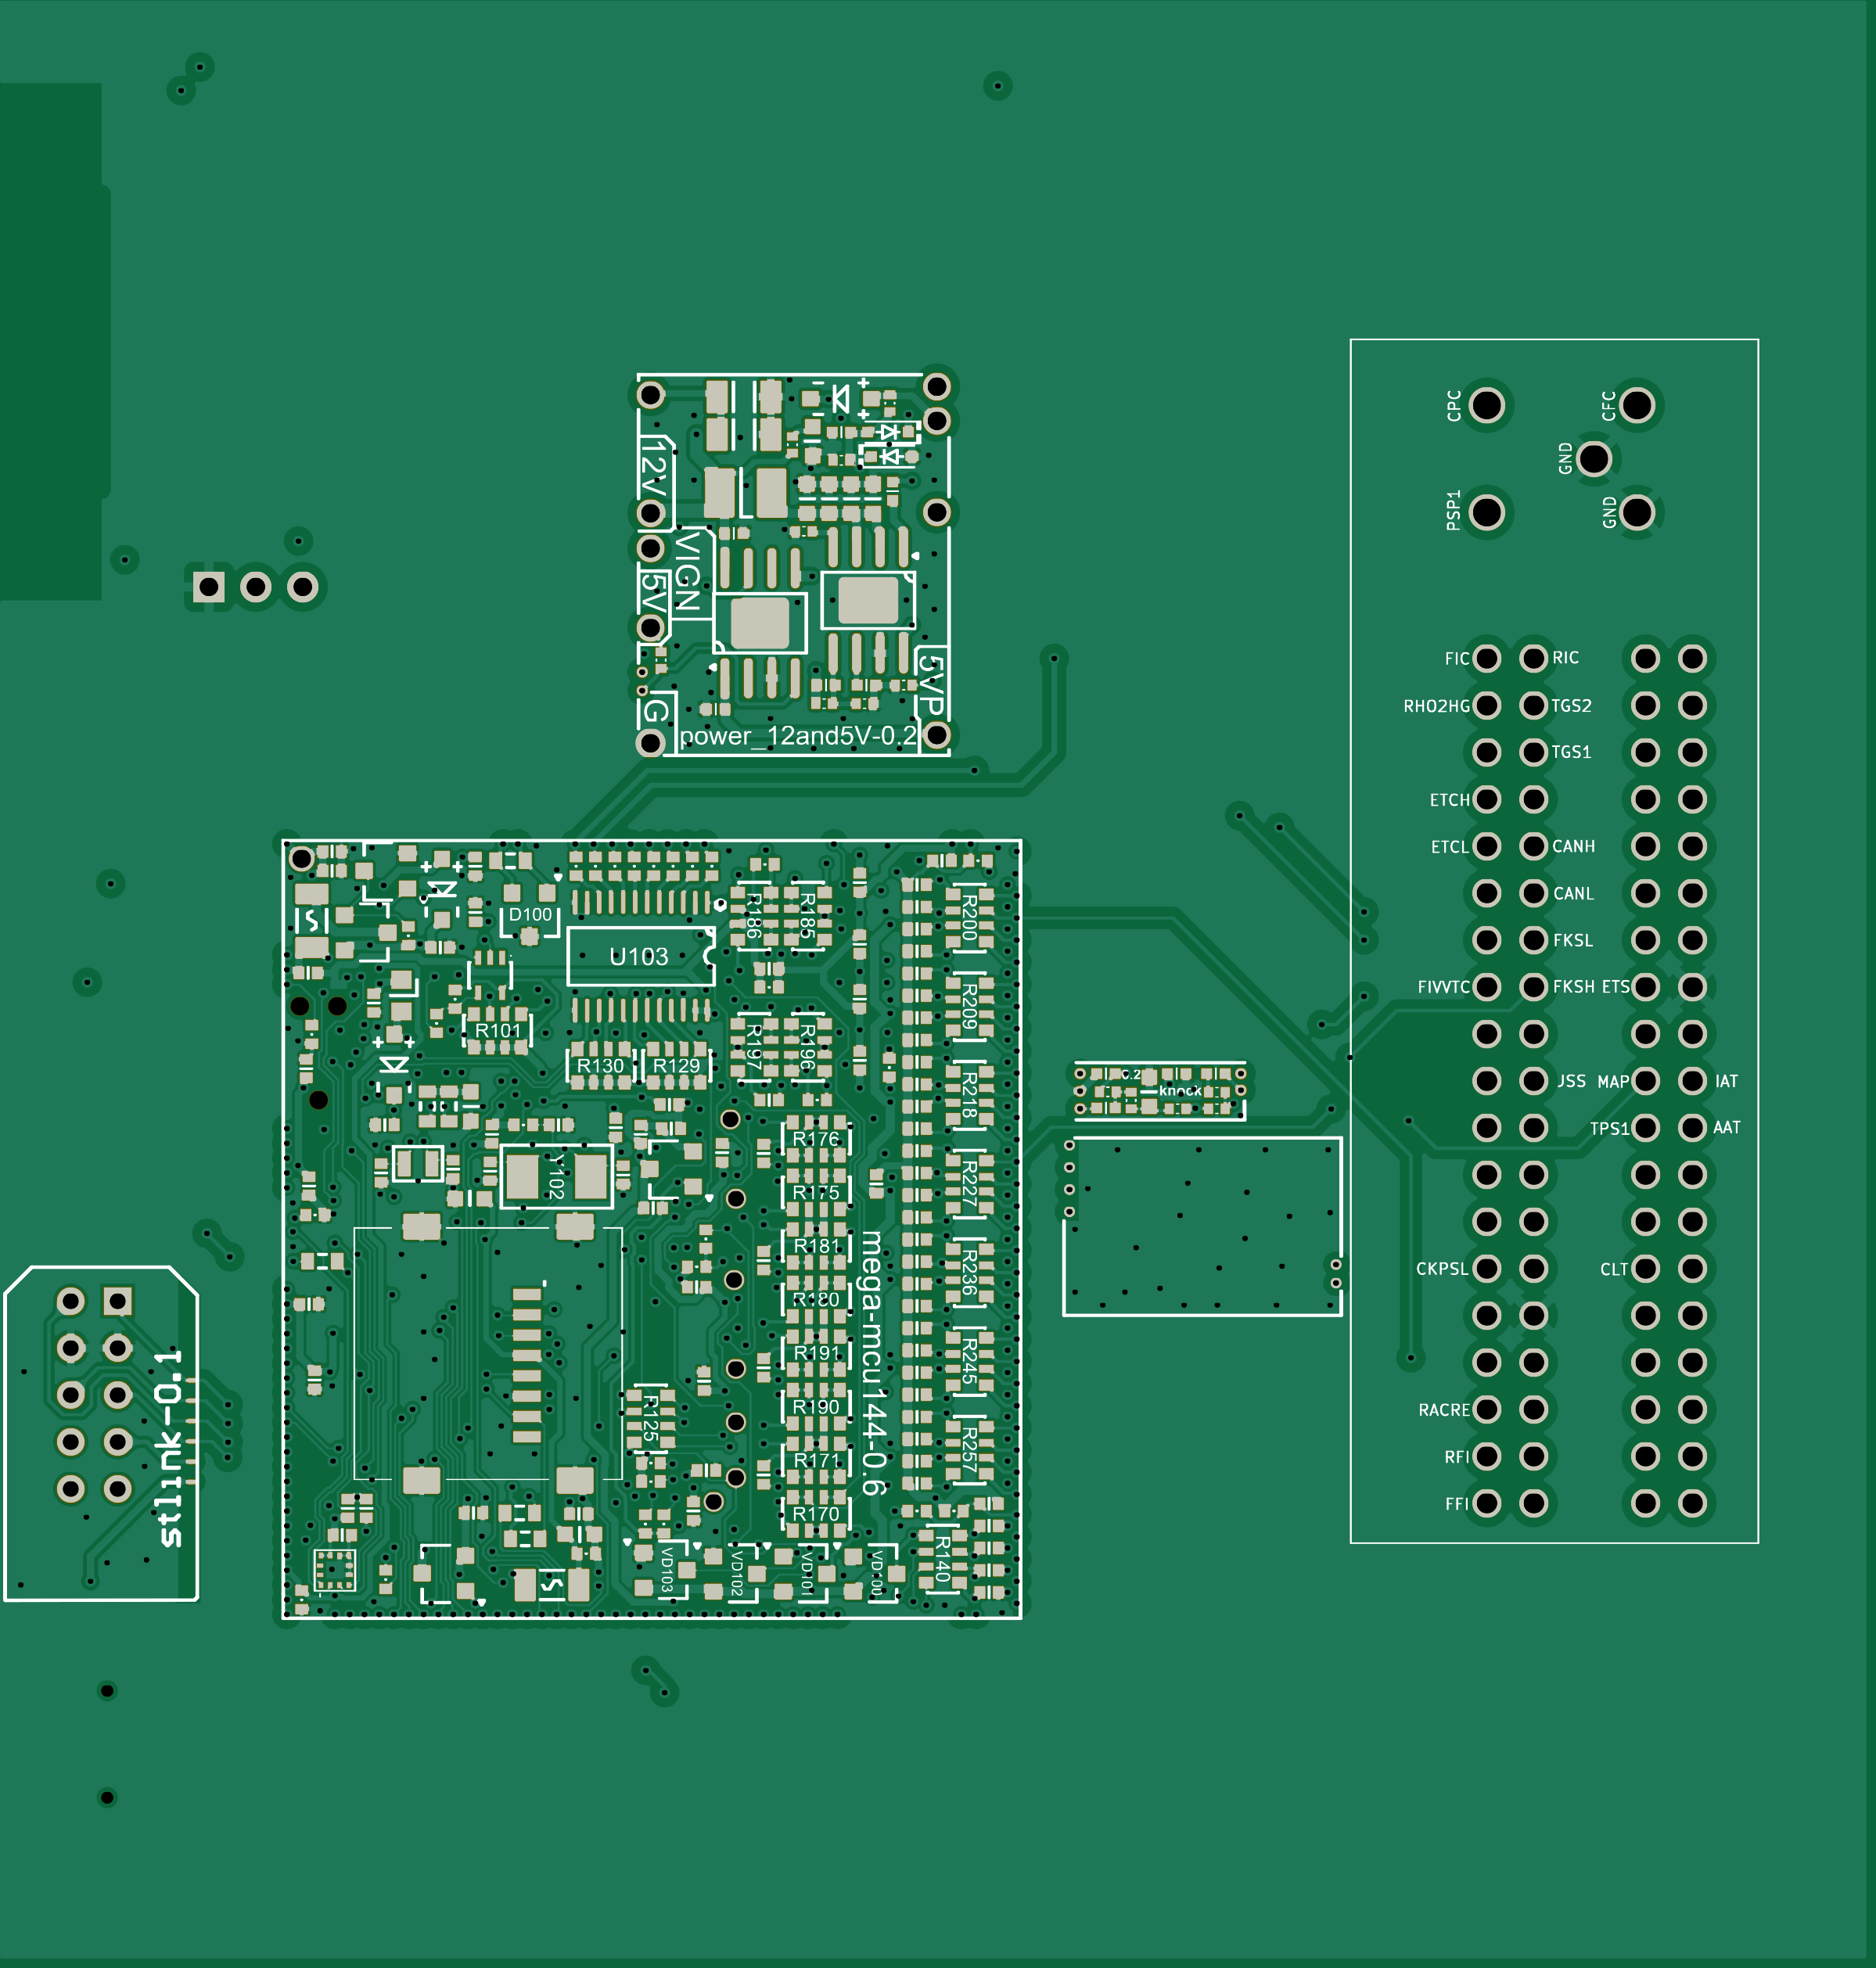 CPC
CFC
GND
PSP1
GND
12V
VIGN
5V
G
5VP
power_12and5V-0.2
FIC
RIC
RHO2HG
TGS2
TGS1
ETCH
ETCL
CANH
CANL
FKSL
FIVVTC
FKSH ETS
JSS MAP
IAT
TPS1
AAT
CKPSL
CLT
RACRE
RFI
FFI
D100
U103
R186
R185
R200
R101
R130
R129
R197
R196
R209
R218
R176
R175
R227
Y102
R181
R180
R236
R191
R190
R245
R125
R171
R170
R257
R140
VD103
VD102
VD101
VD100
mega-mcu144-0.6
knock
stlink-0.1